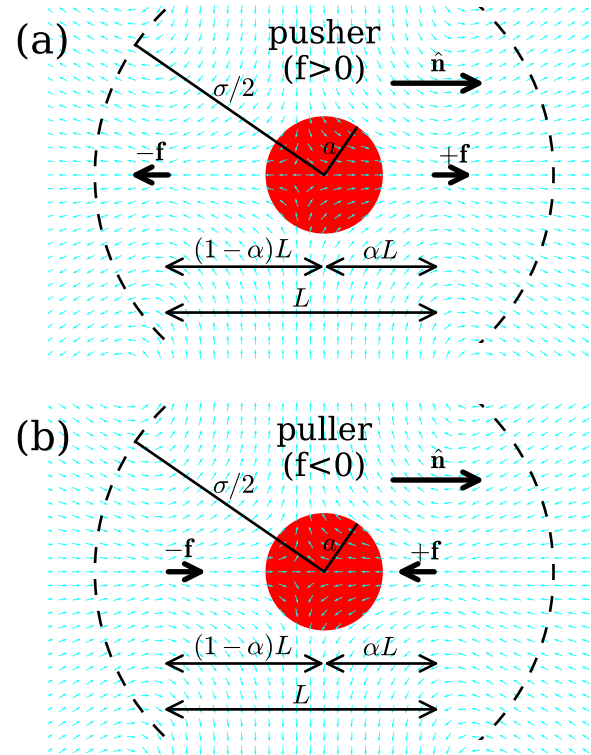 (a)
pusher
(f>0)
n̂
σ/2
a
−f
+f
(1 − α)L
αL
L
(b)
puller
(f<0)
n̂
σ/2
a
−f
+f
(1 − α)L
αL
L